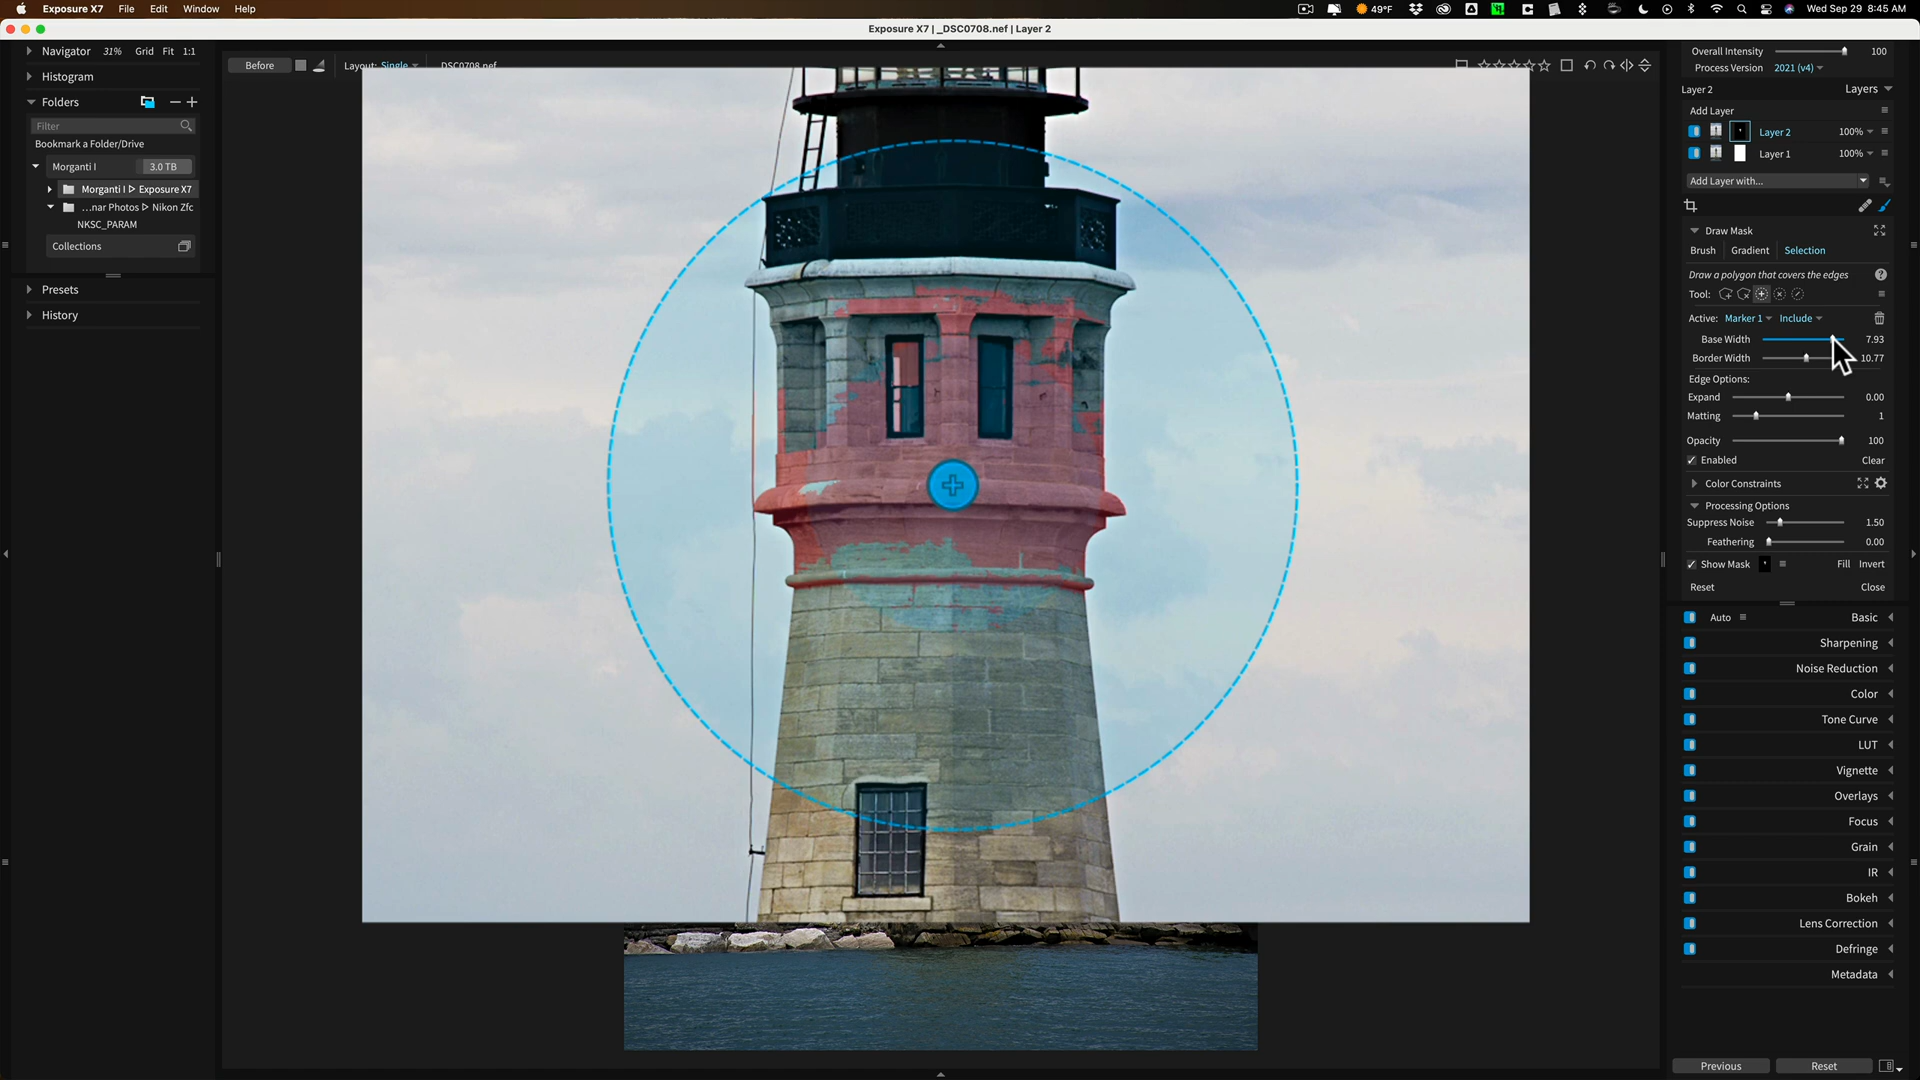 Exposure X7 File Edit Window Help
49°F
Wed Sep 29 8:45 AM
Exposure X7 | _DSC0708.nef | Layer 2
Navigator 31% Grid Fit 1:1
Histogram
Folders
Filter
Bookmark a Folder/Drive
Morganti I 3.0 TB
Morganti I ▷ Exposure X7
...nar Photos ▷ Nikon Zfc
NKSC_PARAM
Collections
Presets
History
Before
Layout: Single
DSC0708.nef
Overall Intensity 100
Process Version 2021 (v4)
Layer 2 Layers
Add Layer
Layer 2 100%
Layer 1 100%
Add Layer with...
Draw Mask
Brush Gradient Selection
Draw a polygon that covers the edges
Tool:
Active: Marker 1 Include
Base Width 7.93
Border Width 10.77
Edge Options:
Expand 0.00
Matting 1
Opacity 100
Enabled Clear
Color Constraints
Processing Options
Suppress Noise 1.50
Feathering 0.00
Show Mask Fill Invert
Reset Close
Auto Basic
Sharpening
Noise Reduction
Color
Tone Curve
LUT
Vignette
Overlays
Focus
Grain
IR
Bokeh
Lens Correction
Defringe
Metadata
Previous Reset